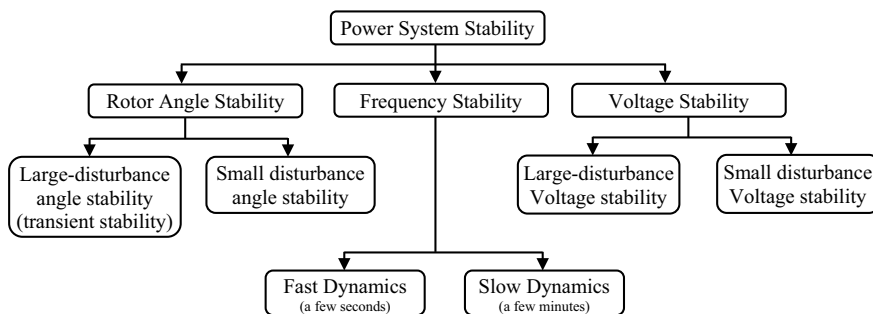 Power System Stability
Rotor Angle Stability
Frequency Stability
Voltage Stability
Large-disturbance
angle stability
(transient stability)
Small disturbance
angle stability
Large-disturbance
Voltage stability
Small disturbance
Voltage stability
Fast Dynamics
(a few seconds)
Slow Dynamics
(a few minutes)